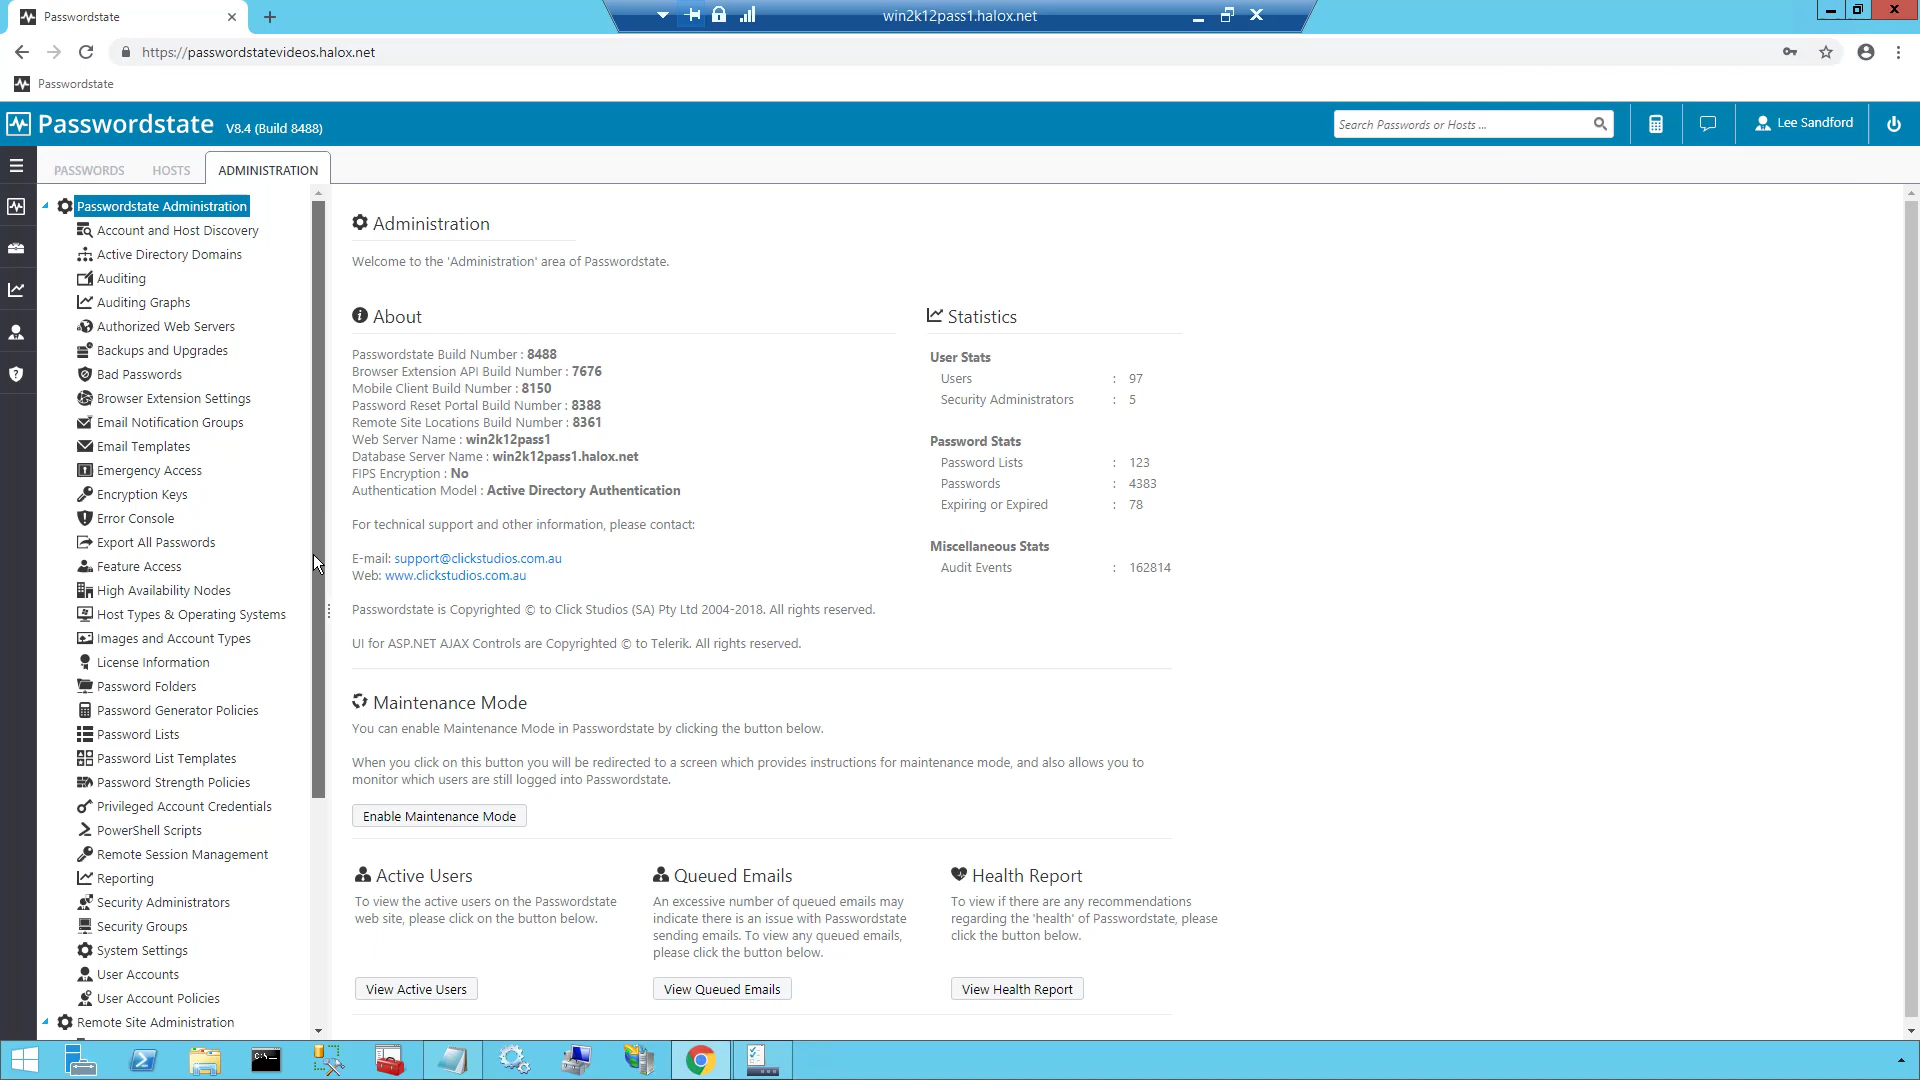 Passwordstate
win2k12pass1.halox.net
https://passwordstatevideos.halox.net
Passwordstate
Passwordstate V8.4 (Build 8488)
Search Passwords or Hosts ...
Lee Sandford
PASSWORDS
HOSTS
ADMINISTRATION
Passwordstate Administration
Account and Host Discovery
Active Directory Domains
Auditing
Auditing Graphs
Authorized Web Servers
Backups and Upgrades
Bad Passwords
Browser Extension Settings
Email Notification Groups
Email Templates
Emergency Access
Encryption Keys
Error Console
Export All Passwords
Feature Access
High Availability Nodes
Host Types & Operating Systems
Images and Account Types
License Information
Password Folders
Password Generator Policies
Password Lists
Password List Templates
Password Strength Policies
Privileged Account Credentials
PowerShell Scripts
Remote Session Management
Reporting
Security Administrators
Security Groups
System Settings
User Accounts
User Account Policies
Remote Site Administration
Administration
Welcome to the 'Administration' area of Passwordstate.
About
Passwordstate Build Number : 8488
Browser Extension API Build Number : 7676
Mobile Client Build Number : 8150
Password Reset Portal Build Number : 8388
Remote Site Locations Build Number : 8361
Web Server Name : win2k12pass1
Database Server Name : win2k12pass1.halox.net
FIPS Encryption : No
Authentication Model : Active Directory Authentication
For technical support and other information, please contact:
E-mail: support@clickstudios.com.au
Web: www.clickstudios.com.au
Passwordstate is Copyrighted © to Click Studios (SA) Pty Ltd 2004-2018. All rights reserved.
UI for ASP.NET AJAX Controls are Copyrighted © to Telerik. All rights reserved.
Statistics
User Stats
Users : 97
Security Administrators : 5
Password Stats
Password Lists : 123
Passwords : 4383
Expiring or Expired : 78
Miscellaneous Stats
Audit Events : 162814
Maintenance Mode
You can enable Maintenance Mode in Passwordstate by clicking the button below.
When you click on this button you will be redirected to a screen which provides instructions for maintenance mode, and also allows you to
monitor which users are still logged into Passwordstate.
Enable Maintenance Mode
Active Users
To view the active users on the Passwordstate
web site, please click on the button below.
View Active Users
Queued Emails
An excessive number of queued emails may
indicate there is an issue with Passwordstate
sending emails. To view any queued emails,
please click the button below.
View Queued Emails
Health Report
To view if there are any recommendations
regarding the 'health' of Passwordstate, please
click the button below.
View Health Report